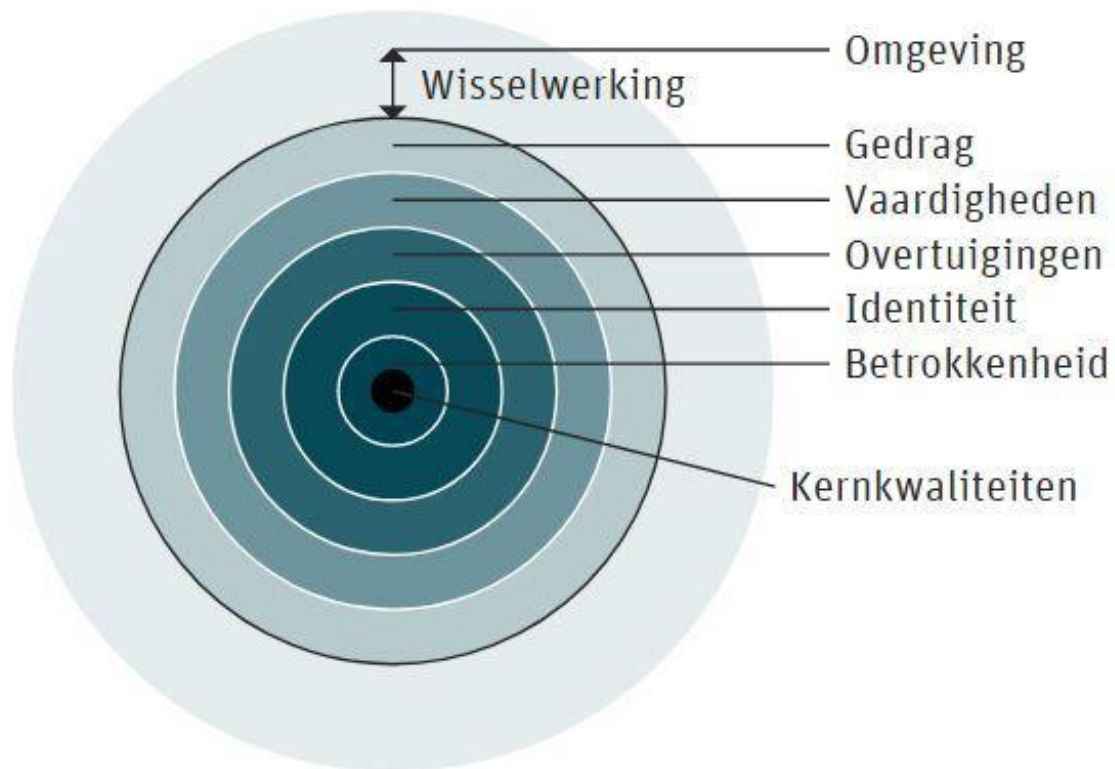 Omgeving
Wisselwerking
Gedrag
Vaardigheden
Overtuigingen
Identiteit
Betrokkenheid
Kernkwaliteiten